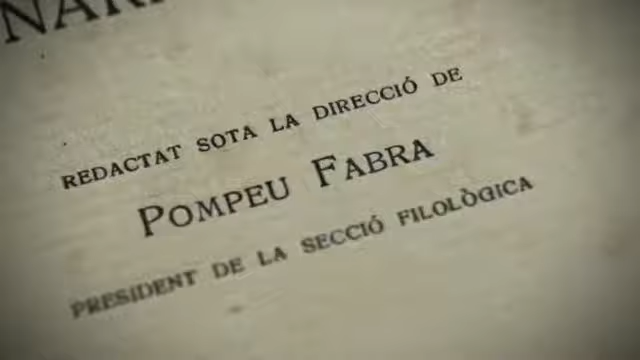 REDACTAT SOTA LA DIRECCIÓ DE
POMPEU FABRA
PRESIDENT DE LA SECCIÓ FILOLÒGICA